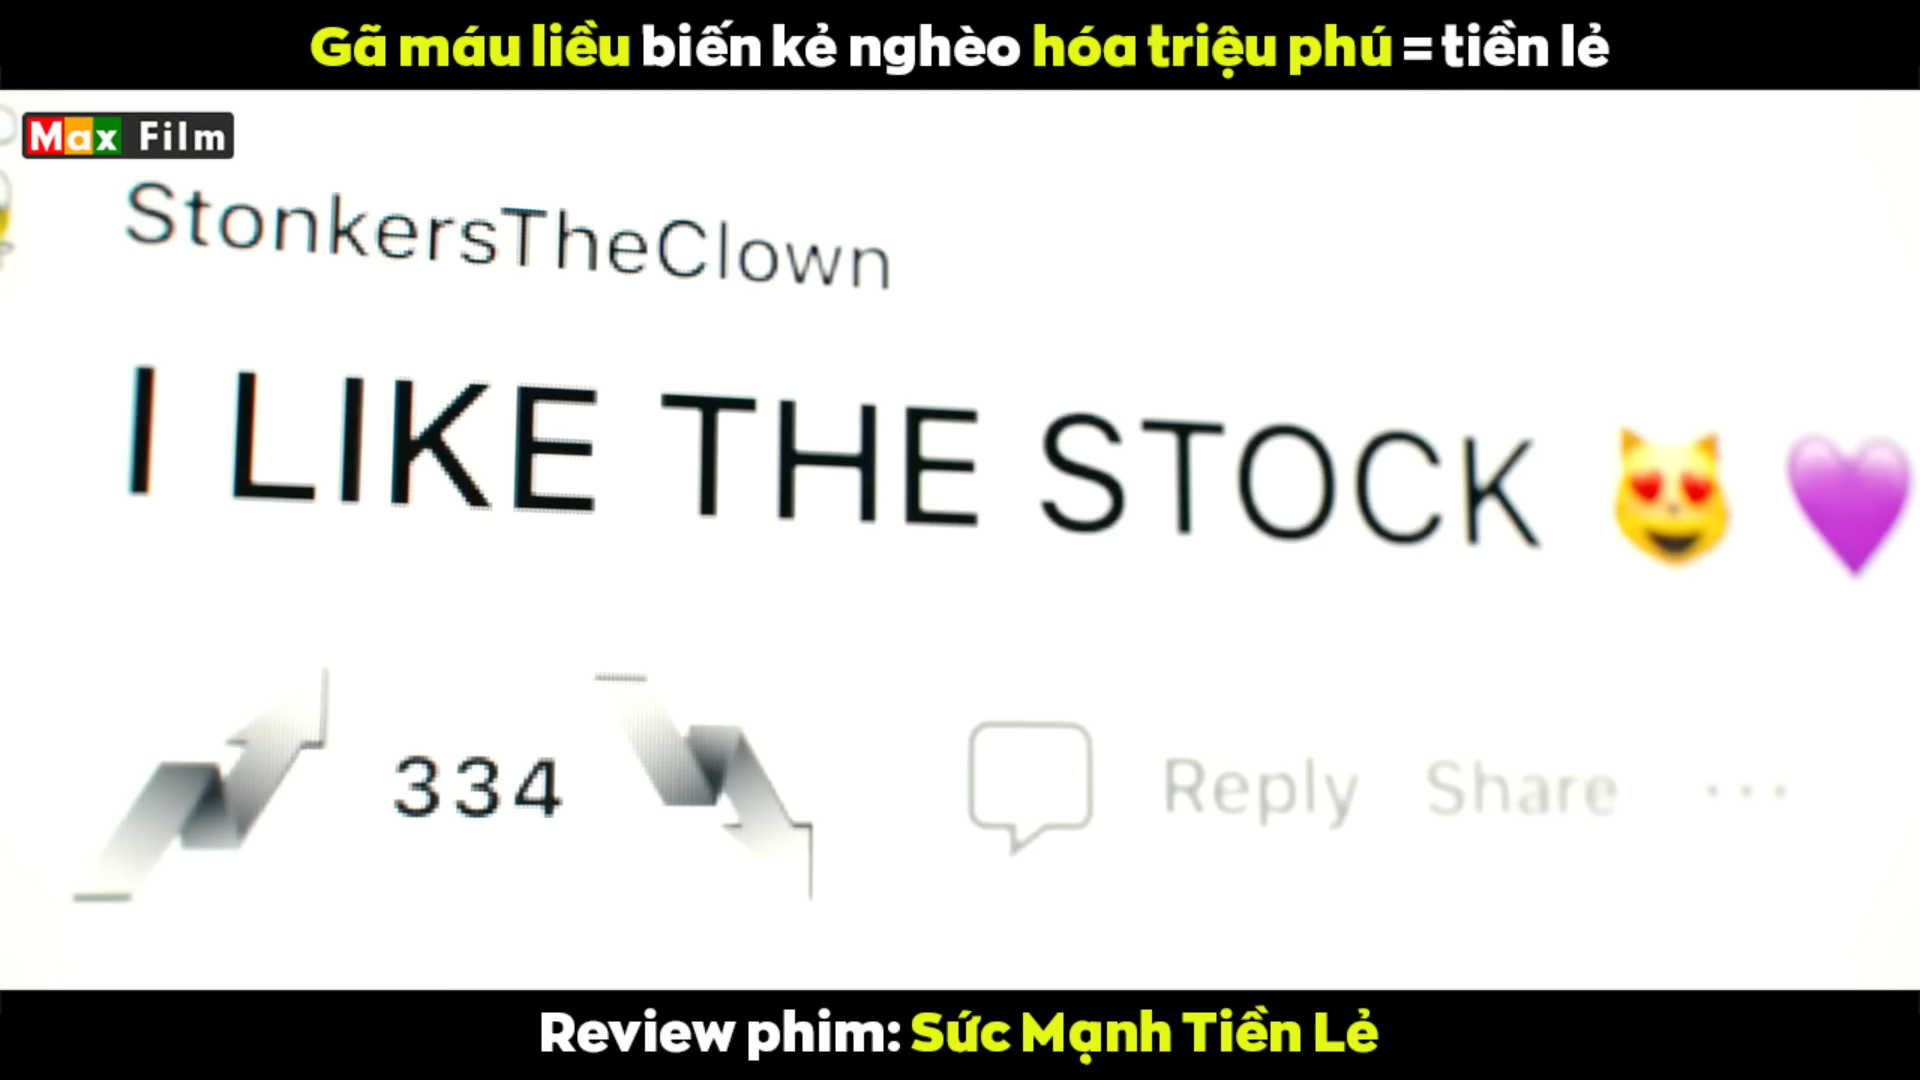 Gã máu liều biến kẻ nghèo hóa triệu phú = tiền lẻ
Max Film
StonkersTheClown
I LIKE THE STOCK 😻 💜
334
Reply Share ...
Review phim: Sức Mạnh Tiền Lẻ